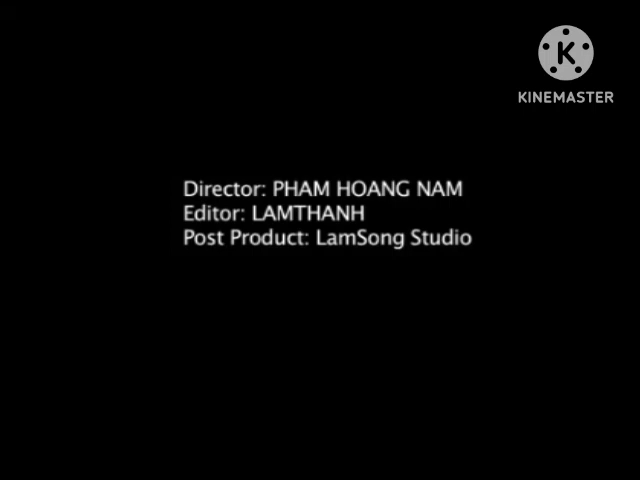 KINEMASTER
Director: PHAM HOANG NAM
Editor: LAMTHANH
Post Product: LamSong Studio